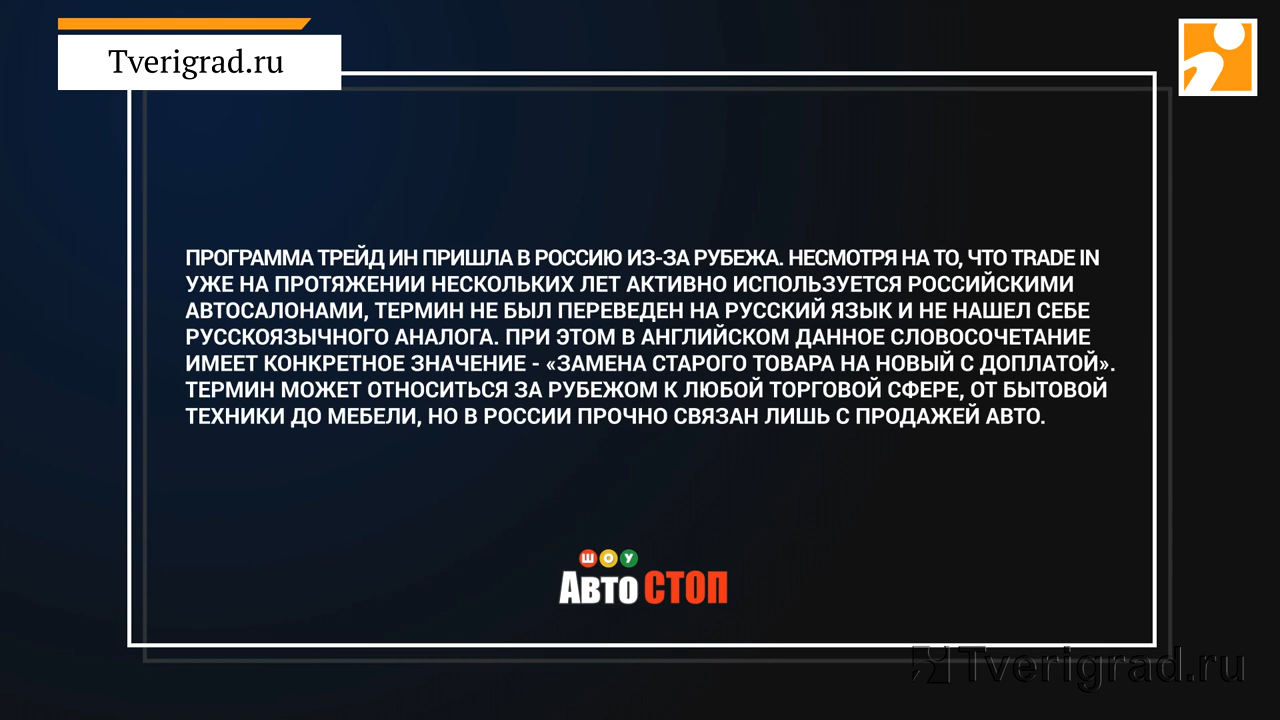 Tverigrad.ru
ПРОГРАММА ТРЕЙД ИН ПРИШЛА В РОССИЮ ИЗ-ЗА РУБЕЖА. НЕСМОТРЯ НА ТО, ЧТО TRADE IN
УЖЕ НА ПРОТЯЖЕНИИ НЕСКОЛЬКИХ ЛЕТ АКТИВНО ИСПОЛЬЗУЕТСЯ РОССИЙСКИМИ
АВТОСАЛОНАМИ, ТЕРМИН НЕ БЫЛ ПЕРЕВЕДЕН НА РУССКИЙ ЯЗЫК И НЕ НАШЕЛ СЕБЕ
РУССКОЯЗЫЧНОГО АНАЛОГА. ПРИ ЭТОМ В АНГЛИЙСКОМ ДАННОЕ СЛОВОСОЧЕТАНИЕ
ИМЕЕТ КОНКРЕТНОЕ ЗНАЧЕНИЕ - «ЗАМЕНА СТАРОГО ТОВАРА НА НОВЫЙ С ДОПЛАТОЙ».
ТЕРМИН МОЖЕТ ОТНОСИТЬСЯ ЗА РУБЕЖОМ К ЛЮБОЙ ТОРГОВОЙ СФЕРЕ, ОТ БЫТОВОЙ
ТЕХНИКИ ДО МЕБЕЛИ, НО В РОССИИ ПРОЧНО СВЯЗАН ЛИШЬ С ПРОДАЖЕЙ АВТО.
ШОУ
АВТО СТОП
Tverigrad.ru